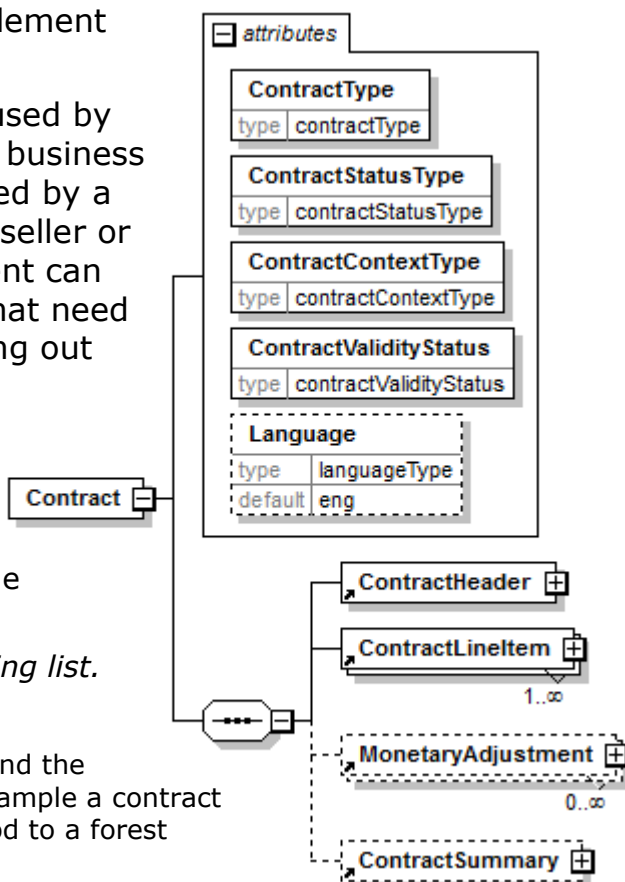 lement
used by
business
ed by a
seller or
ent can
hat need
ng out
e
ing list.
nd the
ample a contract
od to a forest
attributes
ContractType
type contractType
ContractStatusType
type contractStatusType
ContractContextType
type contractContextType
ContractValidityStatus
type contractValidityStatus
Language
type languageType
default eng
Contract
ContractHeader
ContractLineItem
1..∞
MonetaryAdjustment
0..∞
ContractSummary